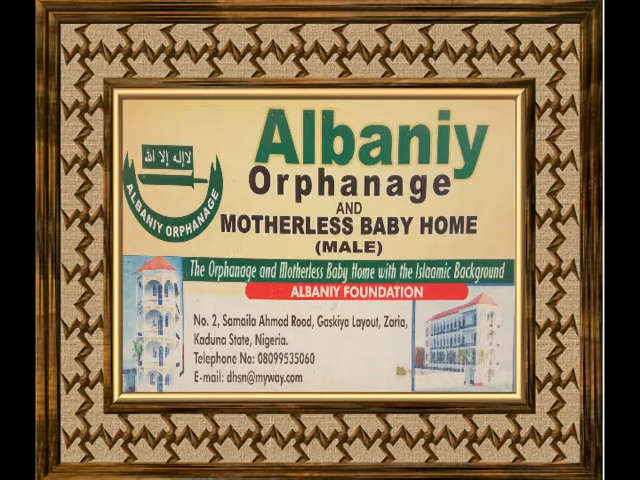 لا إله إلا الله
ALBANIY ORPHANAGE
Albaniy
Orphanage
AND
MOTHERLESS BABY HOME
(MALE)
The Orphanage and Motherless Baby Home with the Islaamic Background
ALBANIY FOUNDATION
No. 2, Samaila Ahmad Road, Gaskiya Layout, Zaria,
Kaduna State, Nigeria.
Telephone No: 08099535060
E-mail: dhsn@myway.com